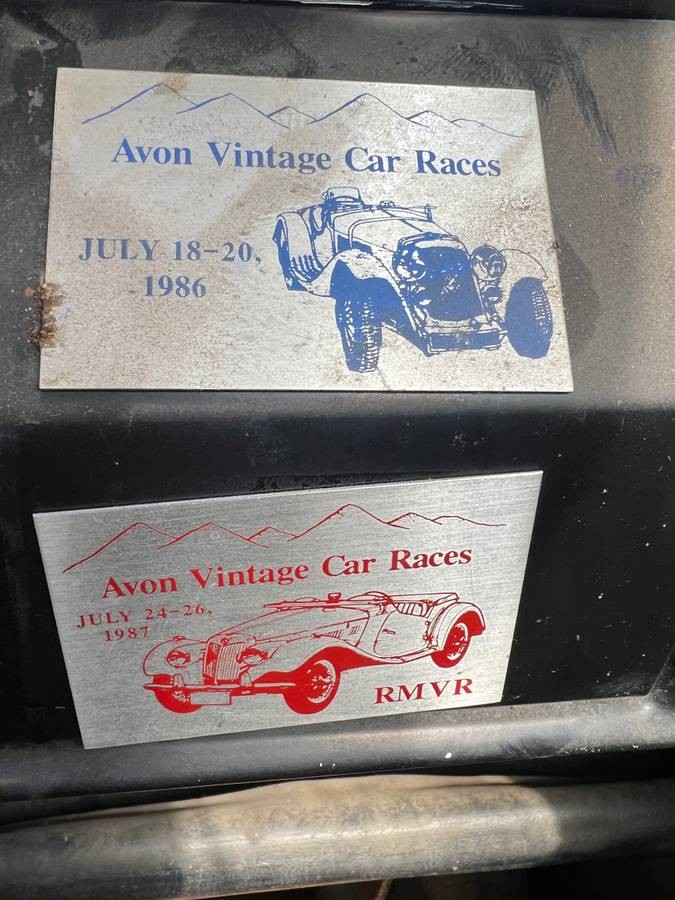 Avon Vintage Car Races
JULY 18-20,
1986
Avon Vintage Car Races
JULY 24-26,
1987
RMVR